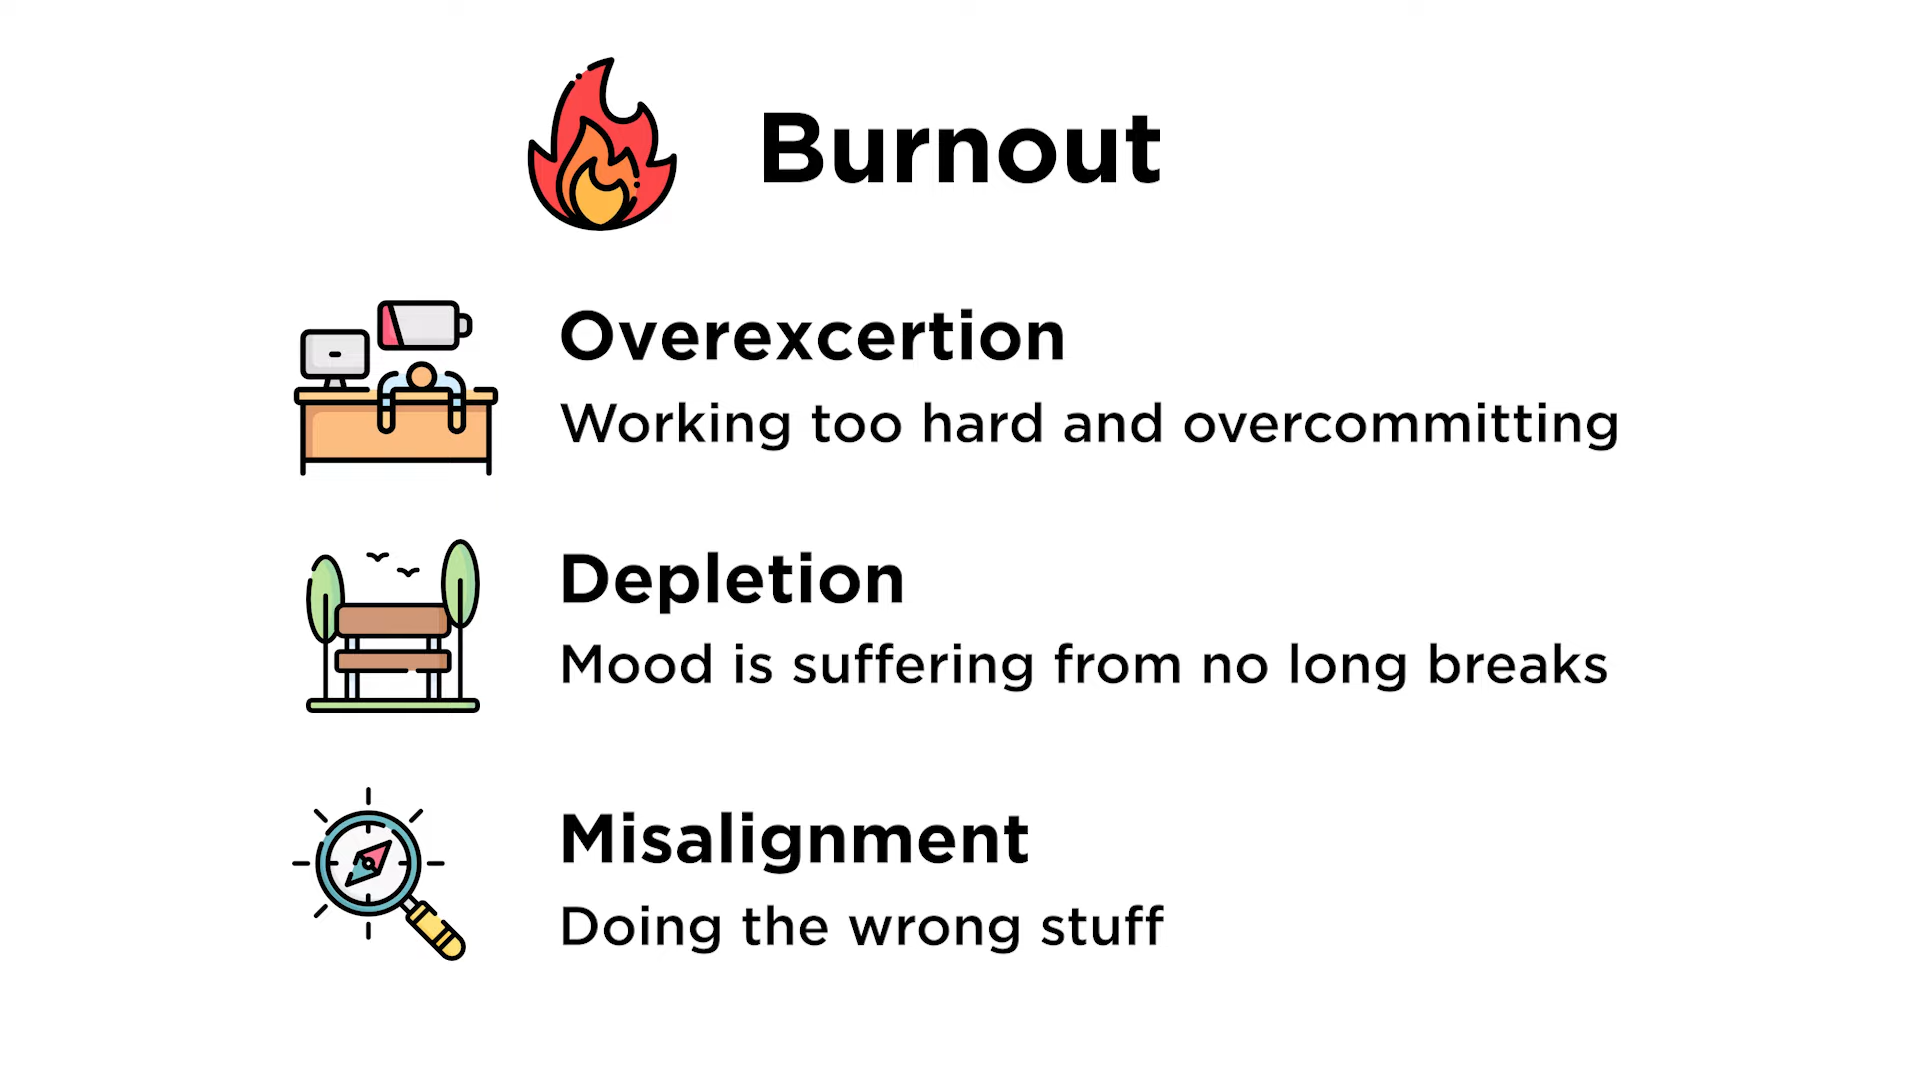 Burnout
Overexcertion
Working too hard and overcommitting
Depletion
Mood is suffering from no long breaks
Misalignment
Doing the wrong stuff